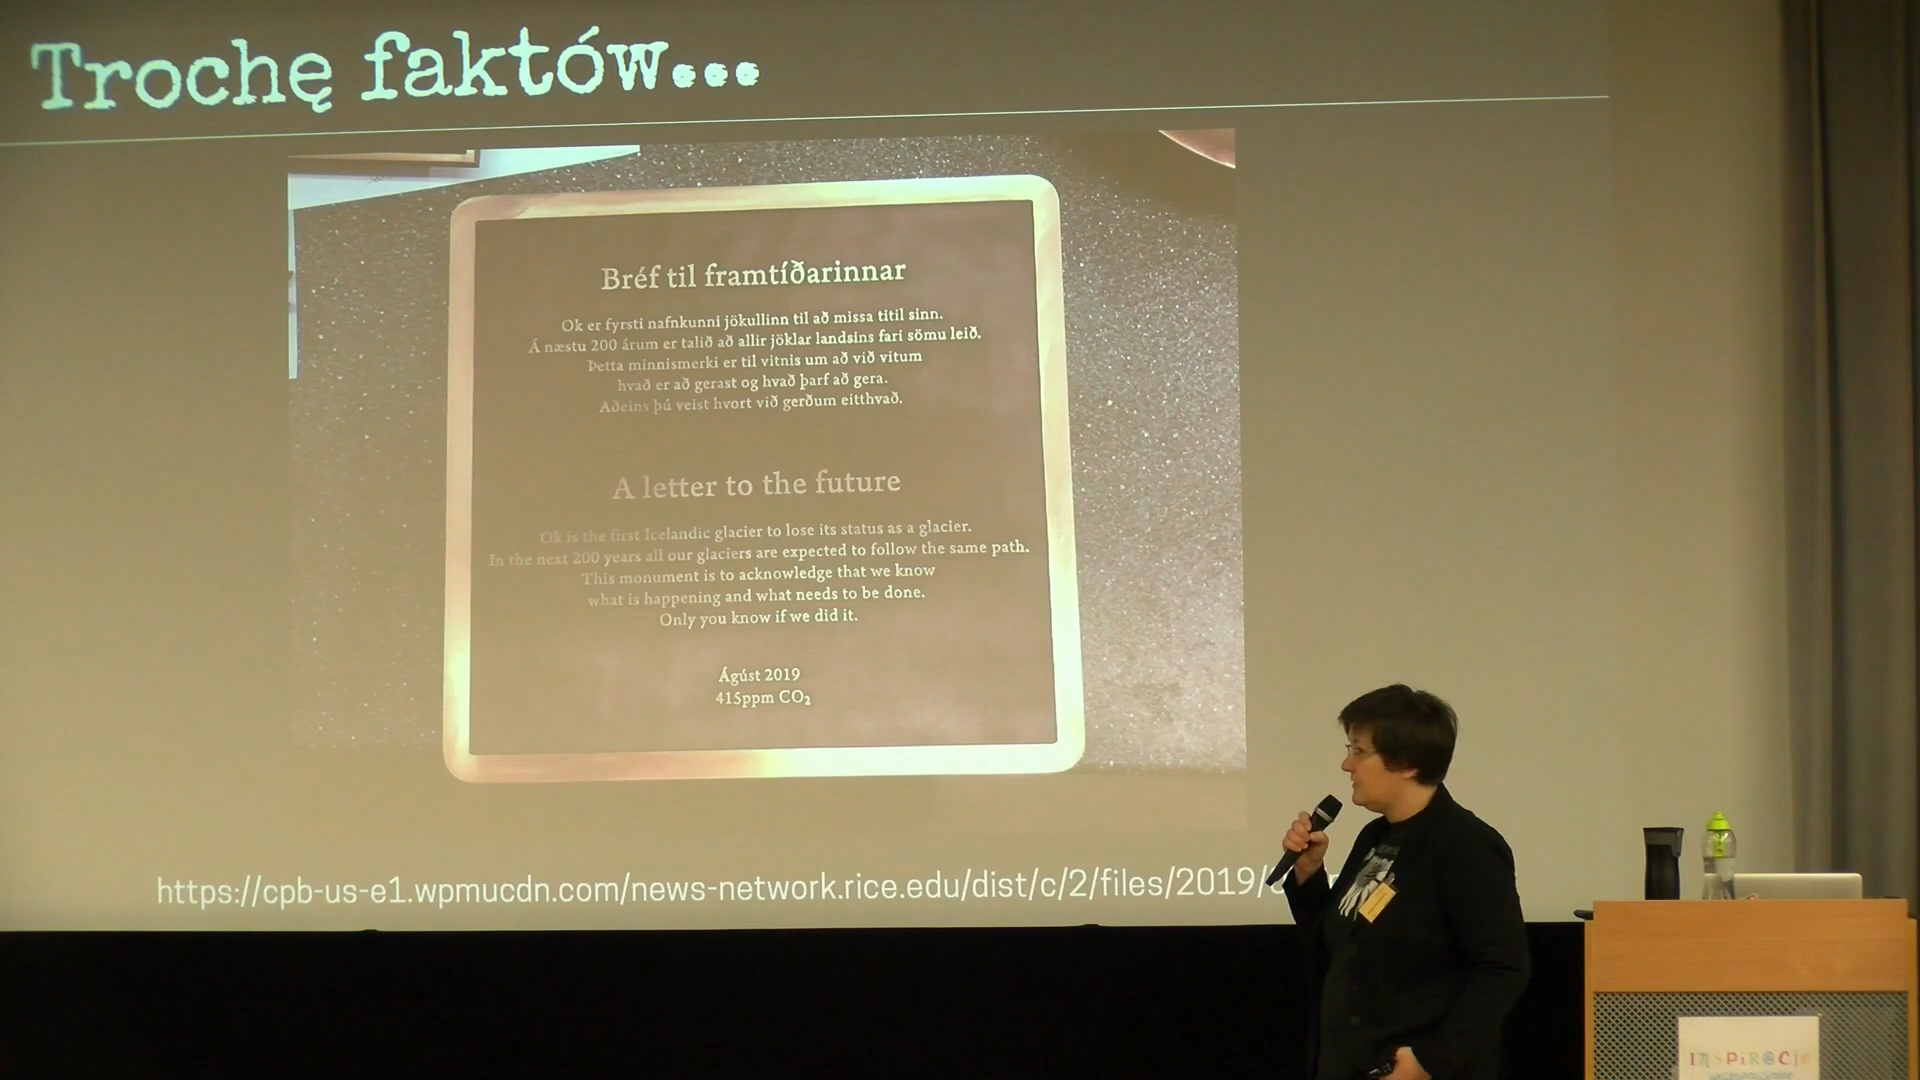 Trochę faktów...
Bréf til framtíðarinnar
Ok er fyrsti nafnkunni jökullinn til að missa titil sinn.
Á næstu 200 árum er talið að allir jöklar landsins fari sömu leið.
Þetta minnismerki er til vitnis um að við vitum
hvað er að gerast og hvað þarf að gera.
Aðeins þú veist hvort við gerðum eitthvað.
A letter to the future
Ok is the first Icelandic glacier to lose its status as a glacier.
In the next 200 years all our glaciers are expected to follow the same path.
This monument is to acknowledge that we know
what is happening and what needs to be done.
Only you know if we did it.
Ágúst 2019
415ppm CO₂
https://cpb-us-e1.wpmucdn.com/news-network.rice.edu/dist/c/2/files/2019/
INSPIRACJE